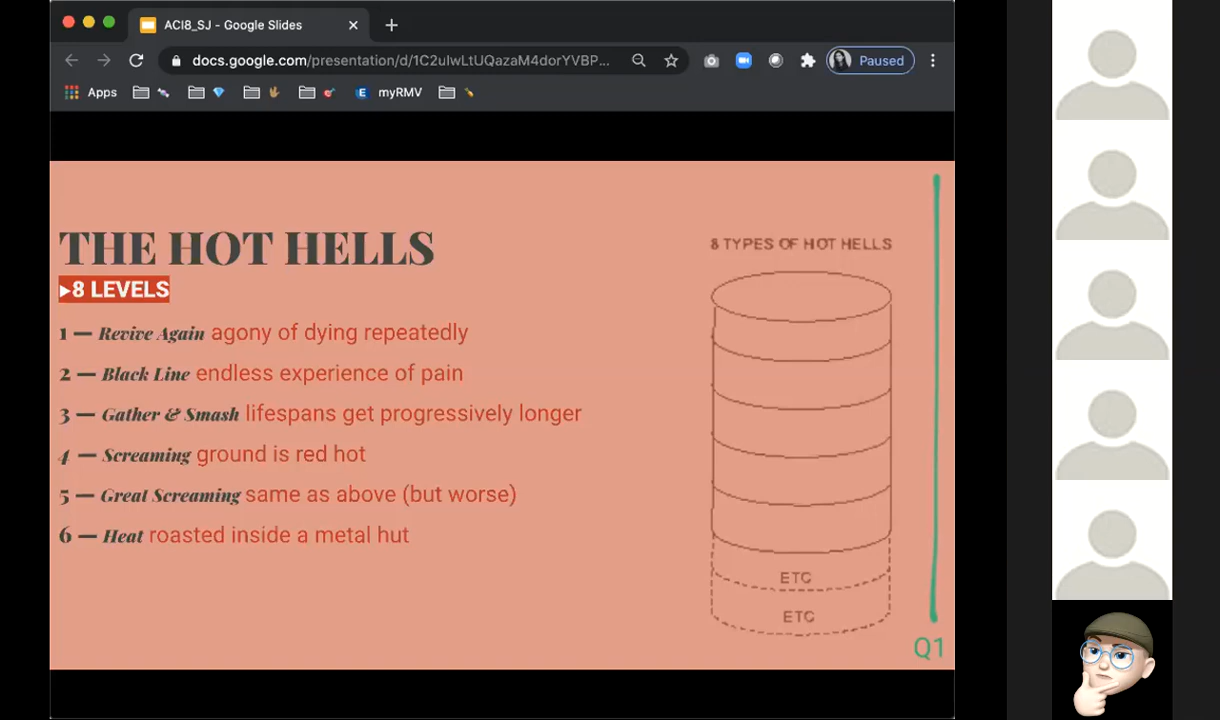 ACI8_SJ - Google Slides
docs.google.com/presentation/d/1C2ulwLtUQazaM4dorYVBP...
Paused
Apps
E myRMV
THE HOT HELLS
▸8 LEVELS
1 — Revive Again agony of dying repeatedly
2 — Black Line endless experience of pain
3 — Gather & Smash lifespans get progressively longer
4 — Screaming ground is red hot
5 — Great Screaming same as above (but worse)
6 — Heat roasted inside a metal hut
8 TYPES OF HOT HELLS
ETC
ETC
Q1